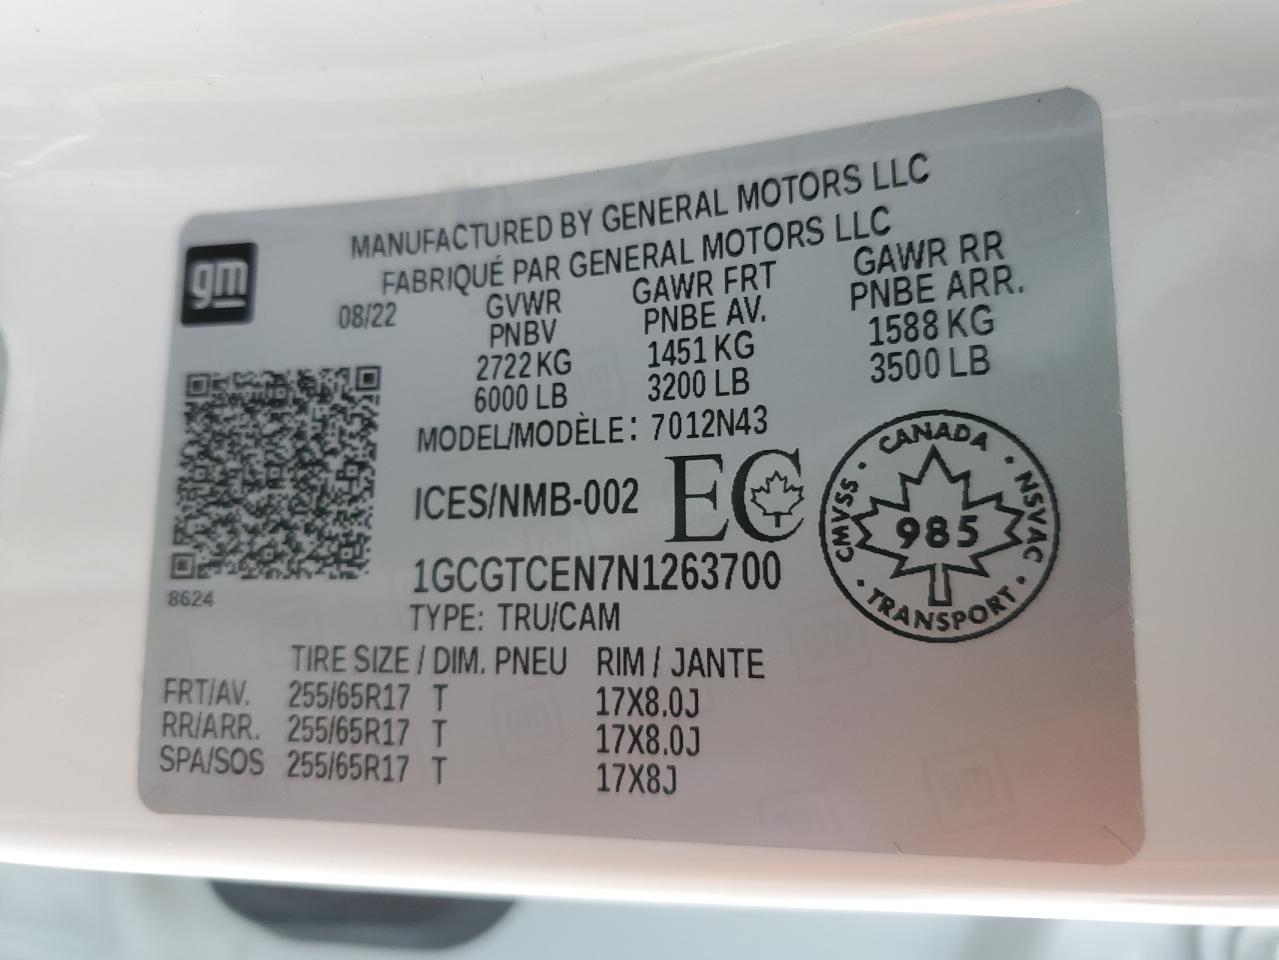 MANUFACTURED BY GENERAL MOTORS LLC
FABRIQUÉ PAR GENERAL MOTORS LLC
gm
08/22 GVWR GAWR FRT GAWR RR
PNBV PNBE AV. PNBE ARR.
2722 KG 1451 KG 1588 KG
6000 LB 3200 LB 3500 LB
MODEL/MODÈLE: 7012N43
ICES/NMB-002 EC
CANADA
CMVSS · 985 · NSVAC
· TRANSPORT ·
1GCGTCEN7N1263700
8624
TYPE: TRU/CAM
TIRE SIZE / DIM. PNEU RIM / JANTE
FRT/AV. 255/65R17 T 17X8.0J
RR/ARR. 255/65R17 T 17X8.0J
SPA/SOS 255/65R17 T 17X8J